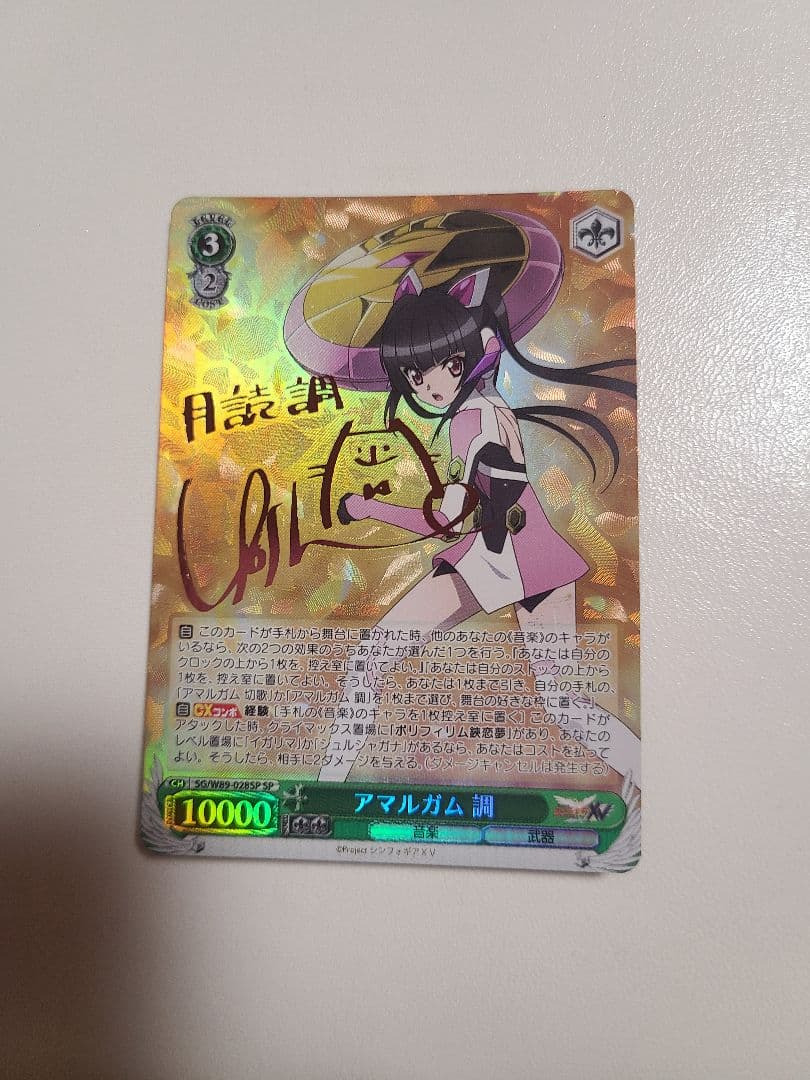 LEVEL
3
2
COST
月読調
自 このカードが手札から舞台に置かれた時、他のあなたの《音楽》のキャラが
いるなら、次の2つの効果のうちあなたが選んだ1つを行う。「あなたは自分の
クロックの上から1枚を、控え室に置いてよい。」「あなたは自分のストックの上から
1枚を、控え室に置いてよい。そうしたら、あなたは1枚まで引き、自分の手札の、
「アマルガム 切歌」か「アマルガム 調」を1枚まで選び、舞台の好きな枠に置く。」
自 CXコンボ 経験 [手札の《音楽》のキャラを1枚控え室に置く] このカードが
アタックした時、クライマックス置場に「ポリフィリム鋏恋夢」があり、あなたの
レベル置場に「イガリマ」か「シュルシャガナ」があるなら、あなたはコストを払って
よい。そうしたら、相手に2ダメージを与える。(ダメージキャンセルは発生する)
CH SG/W89-028SP SP
10000
アマルガム 調
音楽
武器
©Project シンフォギアXV